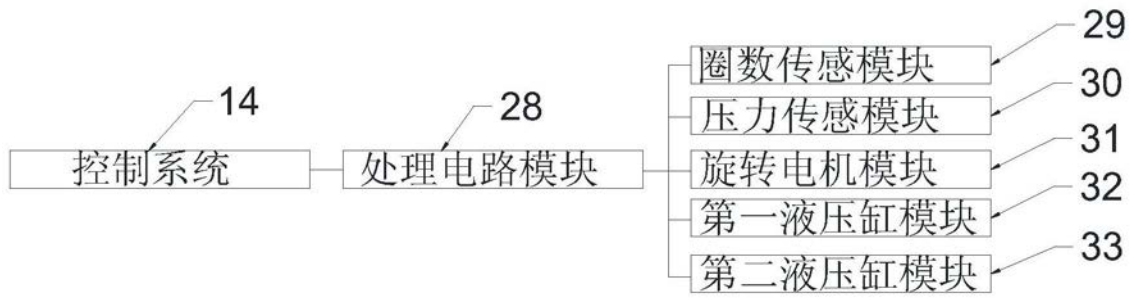 29
圈数传感模块
30
压力传感模块
14
28
31
控制系统
处理电路模块
旋转电机模块
32
第一液压缸模块
33
第二液压缸模块